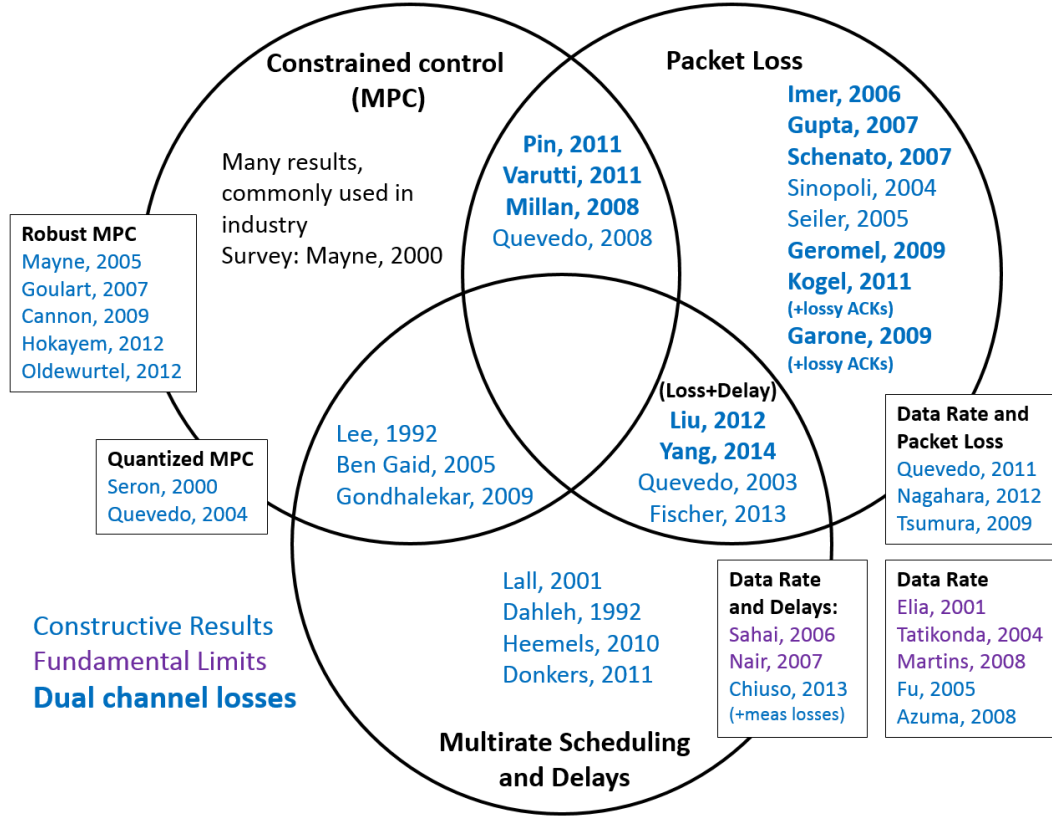 Constrained control
(MPC)
Many results,
commonly used in
industry
Survey: Mayne, 2000
Packet Loss
Imer, 2006
Gupta, 2007
Schenato, 2007
Sinopoli, 2004
Seiler, 2005
Geromel, 2009
Kogel, 2011
(+lossy ACKs)
Garone, 2009
(+lossy ACKs)
Pin, 2011
Varutti, 2011
Millan, 2008
Quevedo, 2008
Robust MPC
Mayne, 2005
Goulart, 2007
Cannon, 2009
Hokayem, 2012
Oldewurtel, 2012
Quantized MPC
Seron, 2000
Quevedo, 2004
Lee, 1992
Ben Gaid, 2005
Gondhalekar, 2009
(Loss+Delay)
Liu, 2012
Yang, 2014
Quevedo, 2003
Fischer, 2013
Data Rate and
Packet Loss
Quevedo, 2011
Nagahara, 2012
Tsumura, 2009
Lall, 2001
Dahleh, 1992
Heemels, 2010
Donkers, 2011
Multirate Scheduling
and Delays
Data Rate
and Delays:
Sahai, 2006
Nair, 2007
Chiuso, 2013
(+meas losses)
Data Rate
Elia, 2001
Tatikonda, 2004
Martins, 2008
Fu, 2005
Azuma, 2008
Constructive Results
Fundamental Limits
Dual channel losses